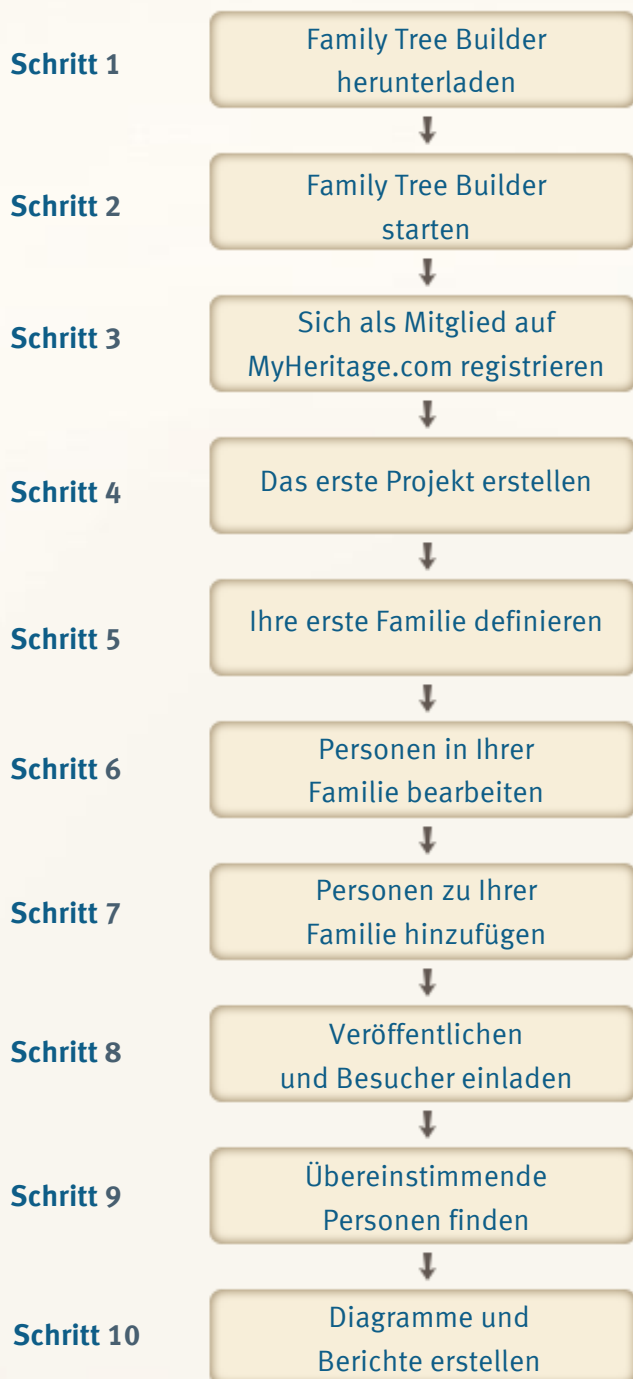 Schritt 1
Family Tree Builder
herunterladen
Schritt 2
Family Tree Builder
starten
Schritt 3
Sich als Mitglied auf
MyHeritage.com registrieren
Schritt 4
Das erste Projekt erstellen
Schritt 5
Ihre erste Familie definieren
Schritt 6
Personen in Ihrer
Familie bearbeiten
Schritt 7
Personen zu Ihrer
Familie hinzufügen
Schritt 8
Veröffentlichen
und Besucher einladen
Schritt 9
Übereinstimmende
Personen finden
Schritt 10
Diagramme und
Berichte erstellen